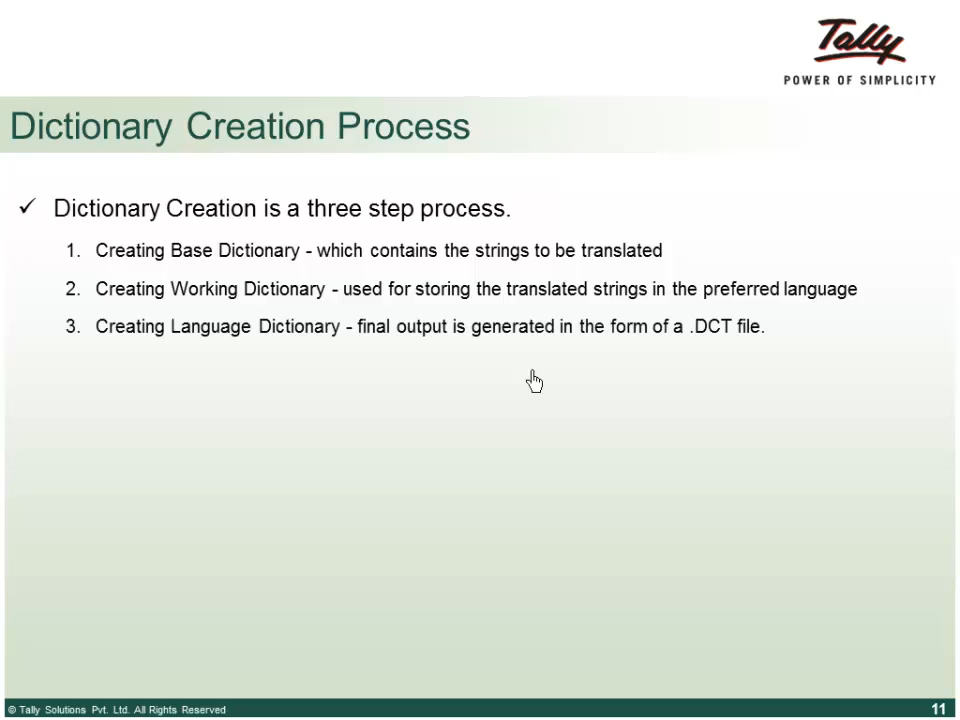 Tally
POWER OF SIMPLICITY
Dictionary Creation Process
✓ Dictionary Creation is a three step process.
1. Creating Base Dictionary - which contains the strings to be translated
2. Creating Working Dictionary - used for storing the translated strings in the preferred language
3. Creating Language Dictionary - final output is generated in the form of a .DCT file.
© Tally Solutions Pvt. Ltd. All Rights Reserved
11